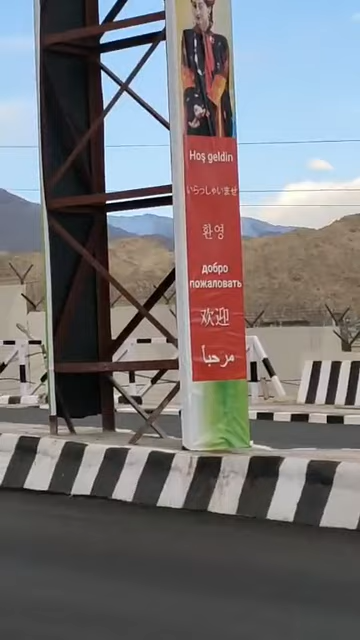 Hoş geldin
いらっしゃいませ
환영
добро
пожаловать
欢迎
مرحباً